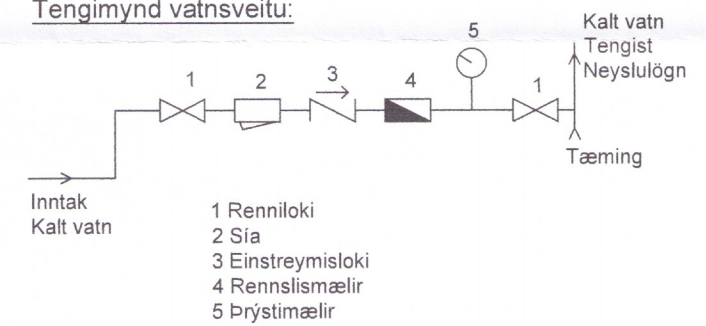 Tengimynd vatnsveitu:
Kalt vatn
Tengist
Neyslulögn
1
2
3
4
5
1
Tæming
Inntak
Kalt vatn
1 Renniloki
2 Sía
3 Einstreymisloki
4 Rennslismælir
5 Þrýstimælir